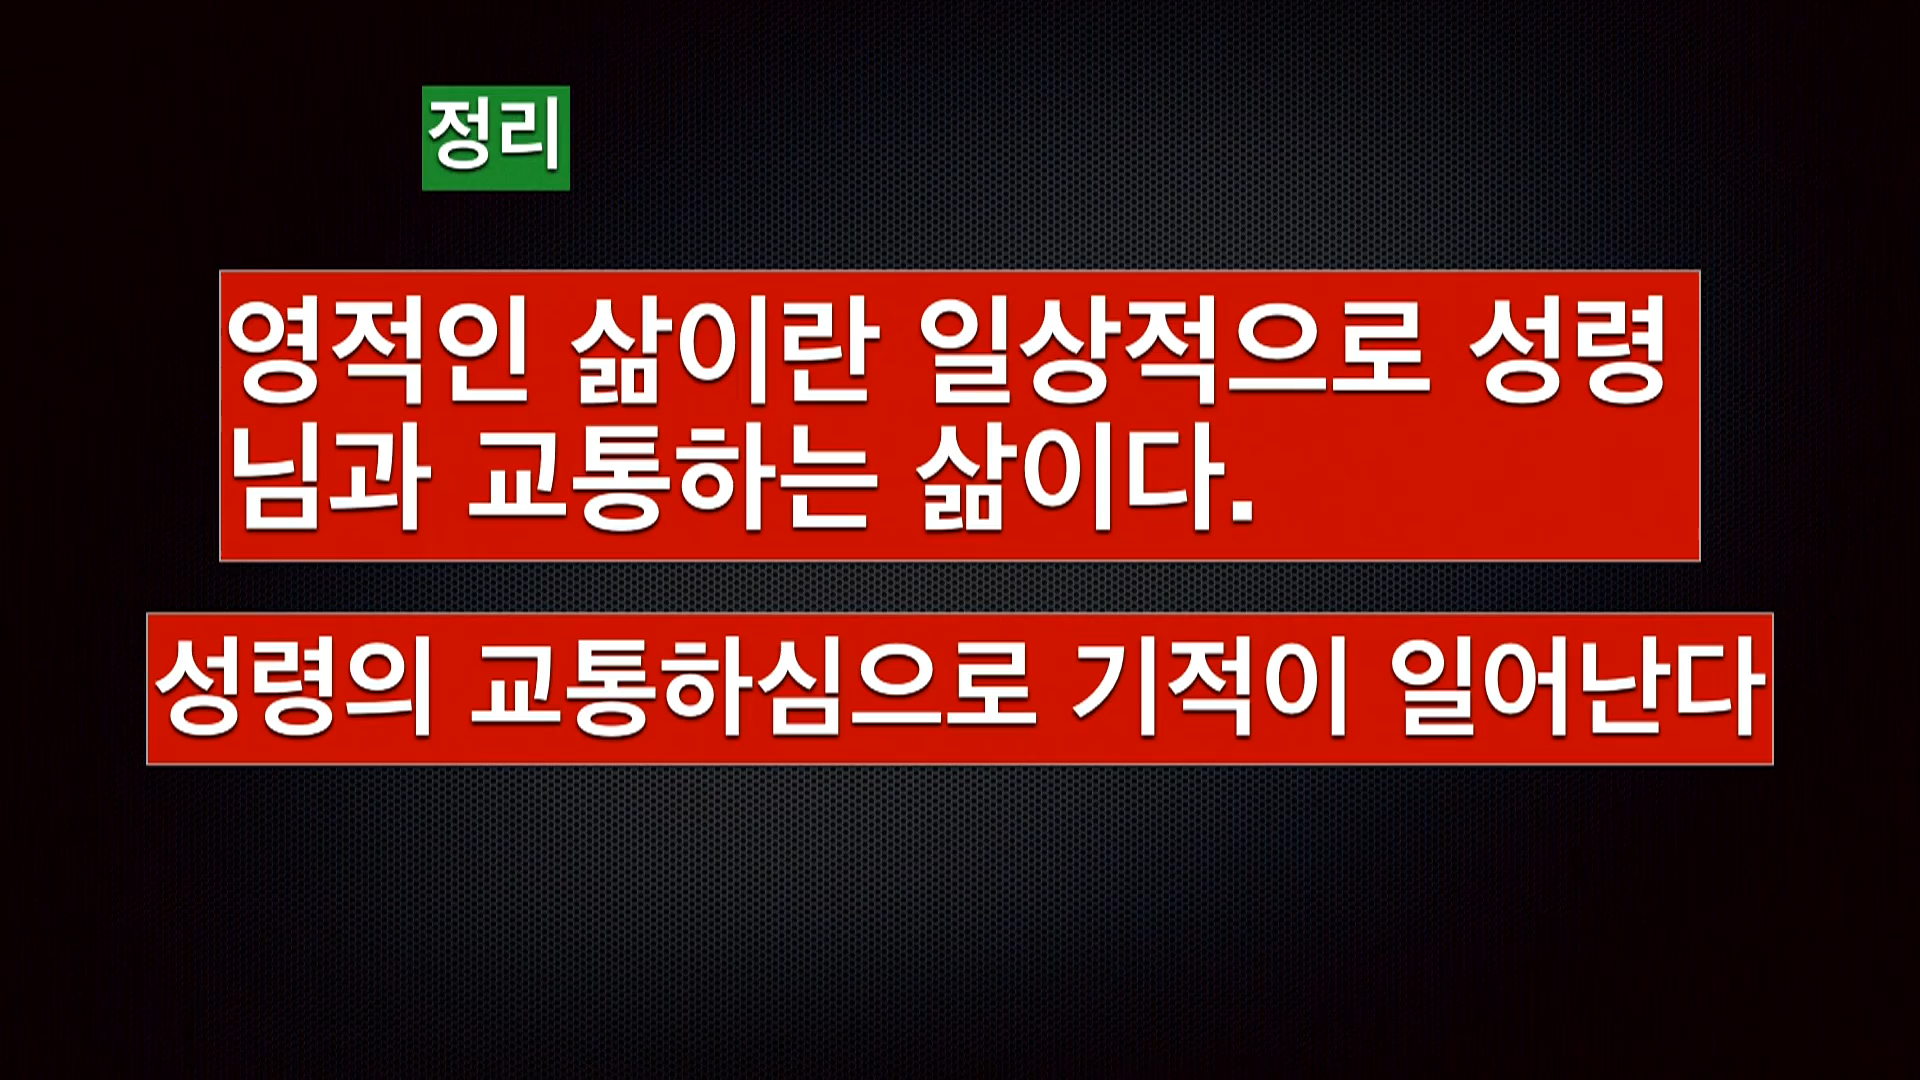 정리
영적인 삶이란 일상적으로 성령
님과 교통하는 삶이다.
성령의 교통하심으로 기적이 일어난다